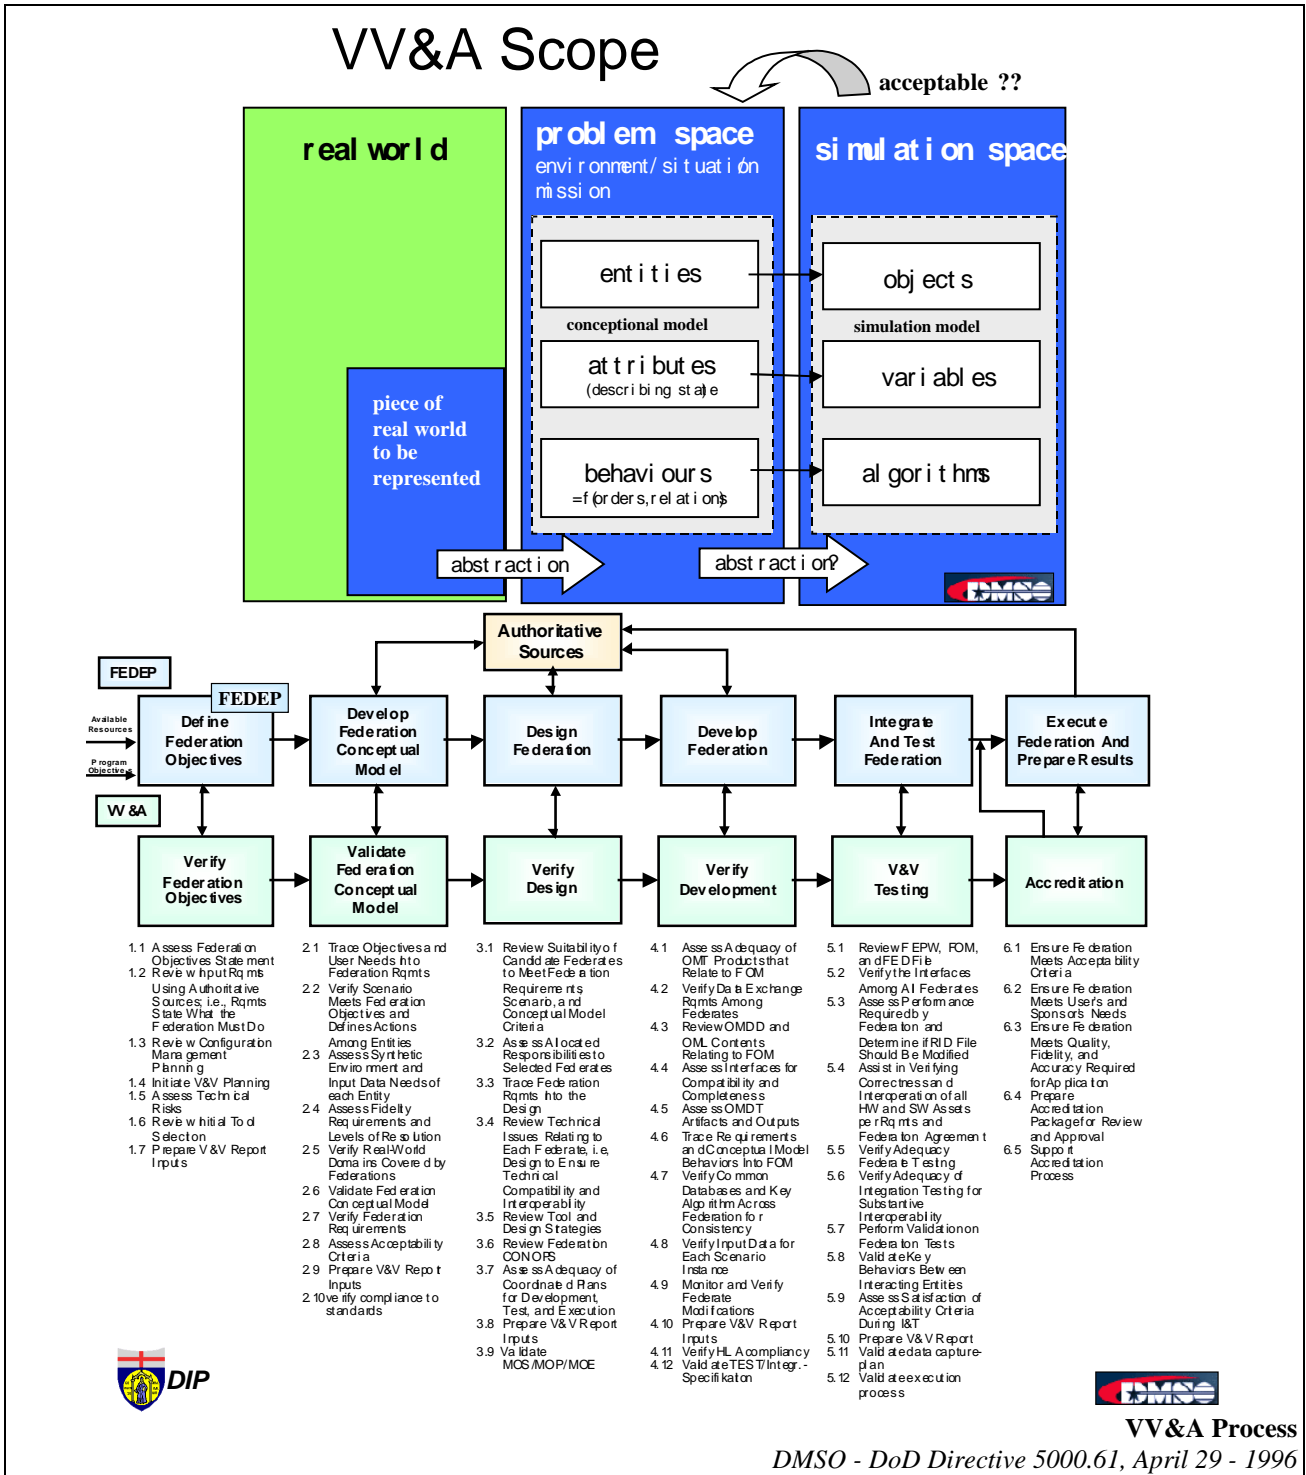 VV&A Scope
acceptable ??
real world
problem space
environment/situation/
mission
simulation space
entities
objects
conceptional model
simulation model
attributes
(describing state)
variables
piece of
real world
to be
represented
behaviours
=f(orders,relations)
algorithms
abstraction
abstraction?
DMSO
Authoritative
Sources
FEDEP
FEDEP
Available
Resources
Program
Objectives
Define
Federation
Objectives
Develop
Federation
Conceptual
Model
Design
Federation
Develop
Federation
Integrate
And Test
Federation
Execute
Federation And
Prepare Results
VV&A
Verify
Federation
Objectives
Validate
Federation
Conceptual
Model
Verify
Design
Verify
Development
V&V
Testing
Accreditation
1.1 Assess Federation
Objectives Statement
1.2 Review Input Rqmts
Using Authoritative
Sources; i.e., Rqmts
State What the
Federation Must Do
1.3 Review Configuration
Management
Planning
1.4 Initiate V&V Planning
1.5 Assess Technical
Risks
1.6 Review Initial Tool
Selection
1.7 Prepare V&V Report
Inputs
2.1 Trace Objectives and
User Needs Into
Federation Rqmts
2.2 Verify Scenario
Meets Federation
Objectives and
Defines Actions
Among Entities
2.3 Assess Synthetic
Environment and
Input Data Needs of
each Entity
2.4 Assess Fidelity
Requirements and
Levels of Resolution
2.5 Verify Real-World
Domains Covered by
Federations
2.6 Validate Federation
Conceptual Model
2.7 Verify Federation
Requirements
2.8 Assess Acceptability
Criteria
2.9 Prepare V&V Report
Inputs
2.10 verify compliance to
standards
3.1 Review Suitability of
Candidate Federates
to Meet Federation
Requirements,
Scenario, and
Conceptual Model
Criteria
3.2 Assess Allocated
Responsibilities to
Selected Federates
3.3 Trace Federation
Rqmts Into the
Design
3.4 Review Technical
Issues Relating to
Each Federate, i.e,
Design to Ensure
Technical
Compatibility and
Interoperability
3.5 Review Tool and
Design Strategies
3.6 Review Federation
CONOPS
3.7 Assess Adequacy of
Coordinated Plans
for Development,
Test, and Execution
3.8 Prepare V&V Report
Inputs
3.9 Validate
MOS/MOP/MOE
4.1 Assess Adequacy of
OMT Products that
Relate to FOM
4.2 Verify Data Exchange
Rqmts Among
Federates
4.3 Review OMDD and
OML Contents
Relating to FOM
4.4 Assess Interfaces for
Compatibility and
Completeness
4.5 Assess OMDT
Artifacts and Outputs
4.6 Trace Requirements
and Conceptual Model
Behaviors Into FOM
4.7 Verify Common
Databases and Key
Algorithm Across
Federation for
Consistency
4.8 Verify Input Data for
Each Scenario
Instance
4.9 Monitor and Verify
Federate
Modifications
4.10 Prepare V&V Report
Inputs
4.11 Verify HLA compliancy
4.12 Validate TEST/Integr.-
Specifikation
5.1 Review FEPW, FOM,
and FED File
5.2 Verify the Interfaces
Among All Federates
5.3 Assess Performance
Required by
Federation and
Determine if RID File
Should Be Modified
5.4 Assist in Verifying
Correctness and
Interoperation of all
HW and SW Assets
per Rqmts and
Federation Agreement
5.5 Verify Adequacy
Federate Testing
5.6 Verify Adequacy of
Integration Testing for
Substantive
Interoperability
5.7 Perform Validation on
Federation Tests
5.8 Validate Key
Behaviors Between
Interacting Entities
5.9 Assess Satisfaction of
Acceptability Criteria
During I&T
5.10 Prepare V&V Report
5.11 Validate data capture-
plan
5.12 Validate execution
process
6.1 Ensure Federation
Meets Acceptability
Criteria
6.2 Ensure Federation
Meets User's and
Sponsor's Needs
6.3 Ensure Federation
Meets Quality,
Fidelity, and
Accuracy Required
for Application
6.4 Prepare
Accreditation
Package for Review
and Approval
6.5 Support
Accreditation
Process
DIP
DMSO
VV&A Process
DMSO - DoD Directive 5000.61, April 29 - 1996